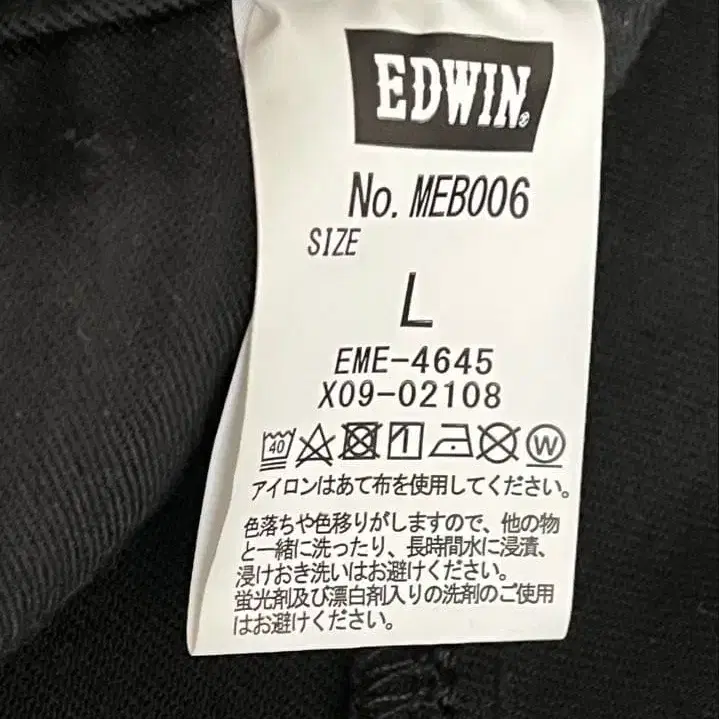 EDWIN
No. MEB006
SIZE
L
EME-4645
X09-02108
40 W
アイロンはあて布を使用してください。
色落ちや色移りがしますので、他の物
と一緒に洗ったり、長時間水に浸漬、
浸けおき洗いはお避けください。
蛍光剤及び漂白剤入りの洗剤のご使用
はお避けください。